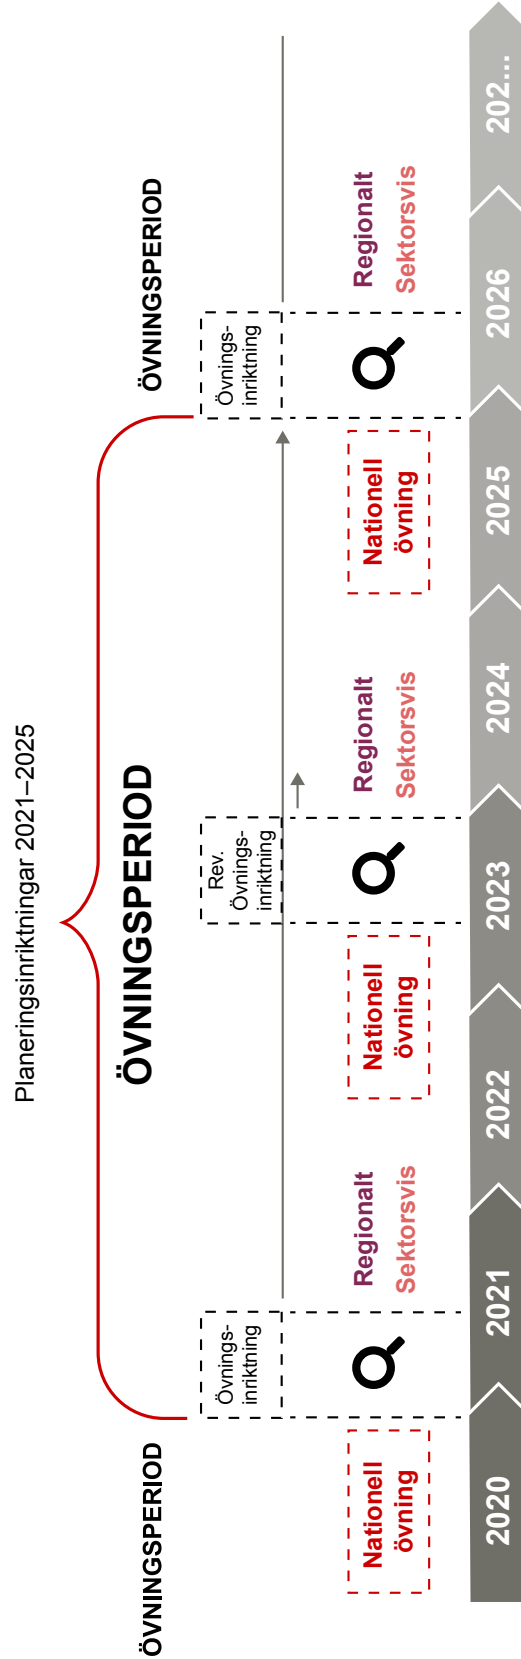 Planeringsinriktningar 2021–2025
ÖVNINGSPERIOD
ÖVNINGSPERIOD
ÖVNINGSPERIOD
Övnings-
inriktning
Rev.
Övnings-
inriktning
Övnings-
inriktning
Nationell
övning
Regionalt
Sektorsvis
Nationell
övning
Regionalt
Sektorsvis
Nationell
övning
Regionalt
Sektorsvis
2020
2021
2022
2023
2024
2025
2026
202...